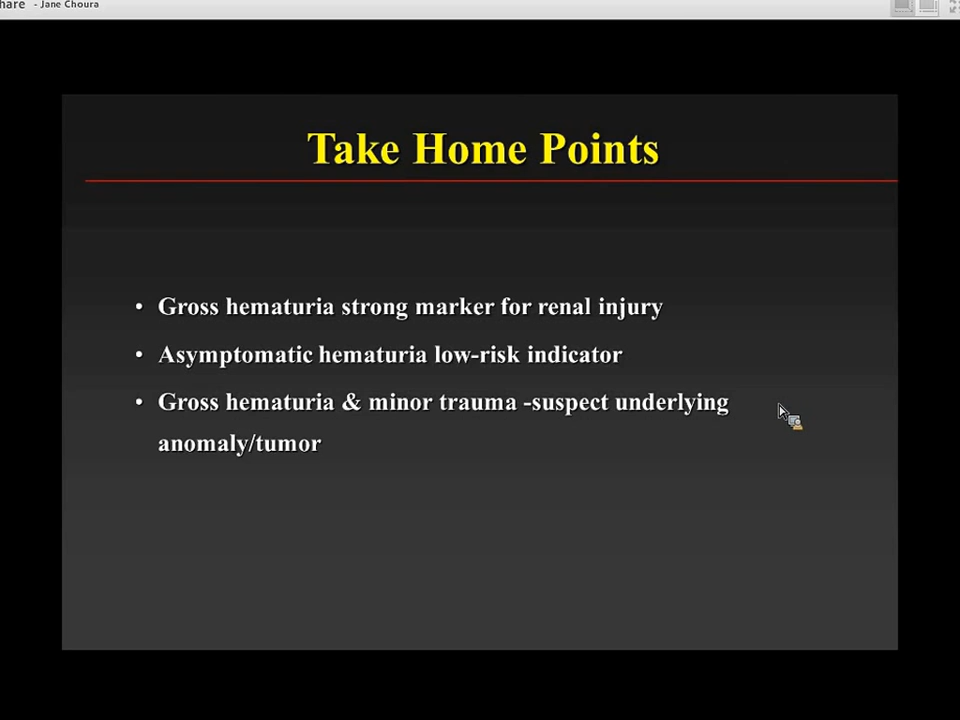 hare - Jane Choura
Take Home Points
• Gross hematuria strong marker for renal injury
• Asymptomatic hematuria low-risk indicator
• Gross hematuria & minor trauma -suspect underlying
anomaly/tumor